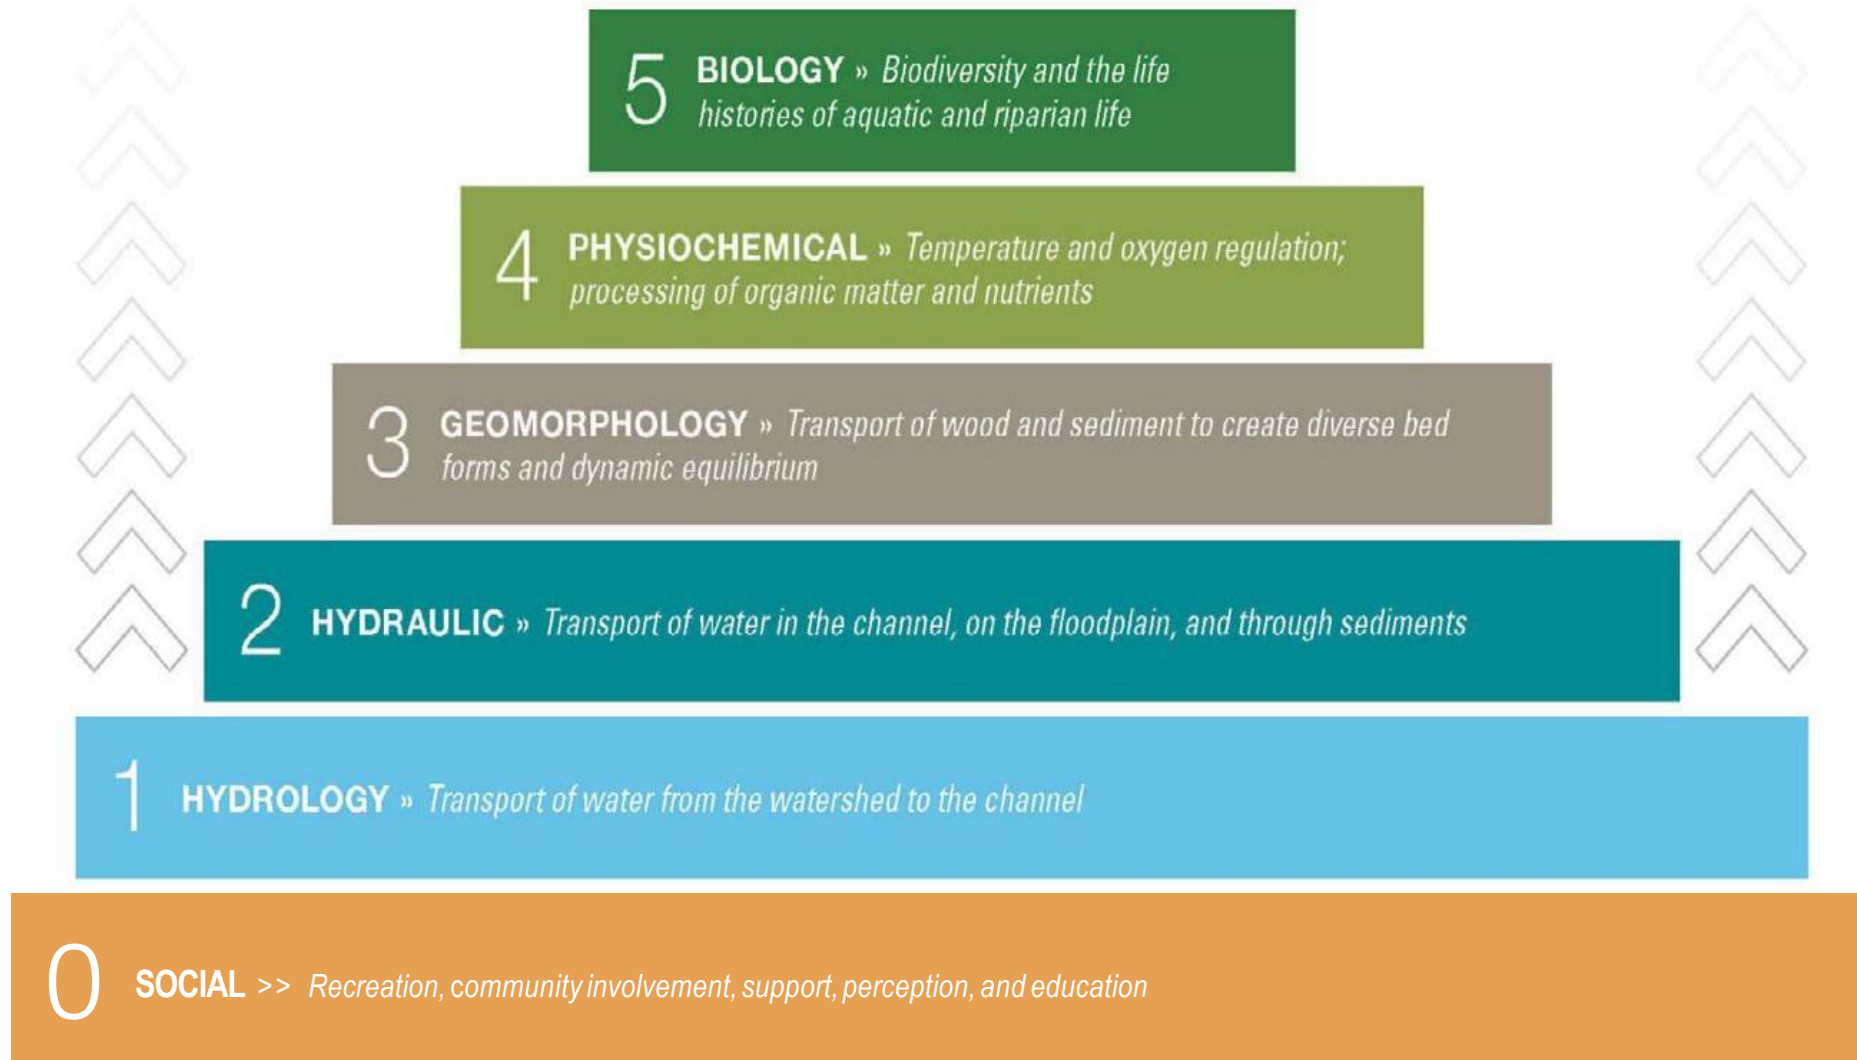 5 BIOLOGY » Biodiversity and the life
histories of aquatic and riparian life
4 PHYSIOCHEMICAL » Temperature and oxygen regulation;
processing of organic matter and nutrients
3 GEOMORPHOLOGY » Transport of wood and sediment to create diverse bed
forms and dynamic equilibrium
2 HYDRAULIC » Transport of water in the channel, on the floodplain, and through sediments
1 HYDROLOGY » Transport of water from the watershed to the channel
0 SOCIAL >> Recreation, community involvement, support, perception, and education